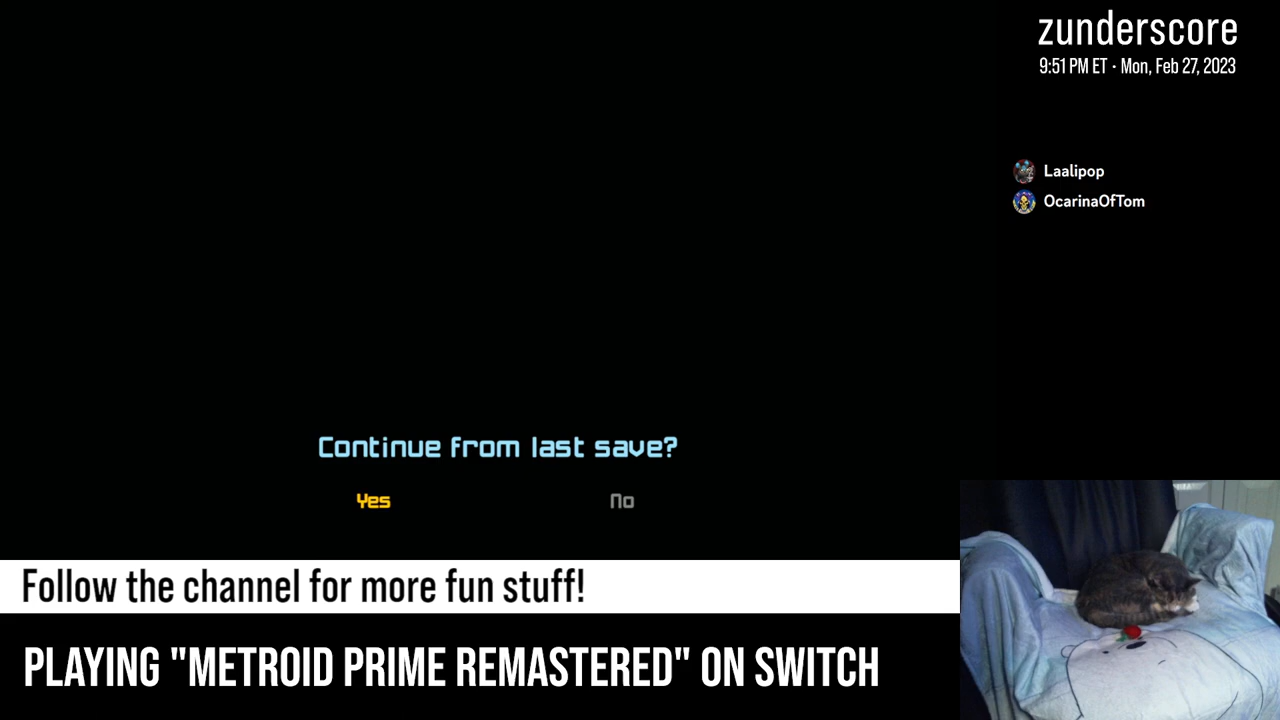 zunderscore
9:51 PM ET · Mon, Feb 27, 2023
Laalipop
OcarinaOfTom
Continue from last save?
Yes No
Follow the channel for more fun stuff!
PLAYING "METROID PRIME REMASTERED" ON SWITCH